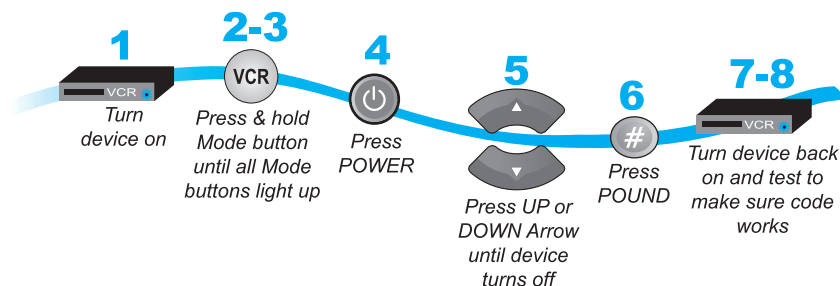 1
VCR
Turn
device on
2-3
VCR
Press & hold
Mode button
until all Mode
buttons light up
4
Press
POWER
5
Press UP or
DOWN Arrow
until device
turns off
6
#
Press
POUND
7-8
VCR
Turn device back
on and test to
make sure code
works